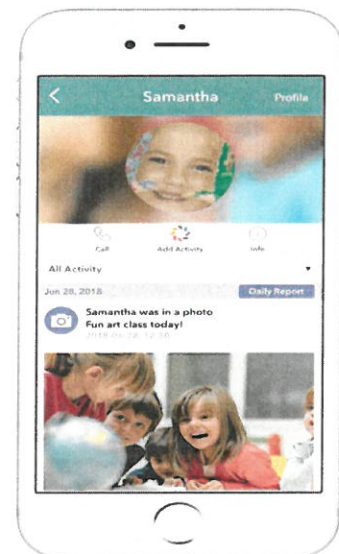 Samantha
Profile
Call
Add Activity
Info
All Activity
Jun 28, 2018
Daily Report
Samantha was in a photo
Fun art class today!